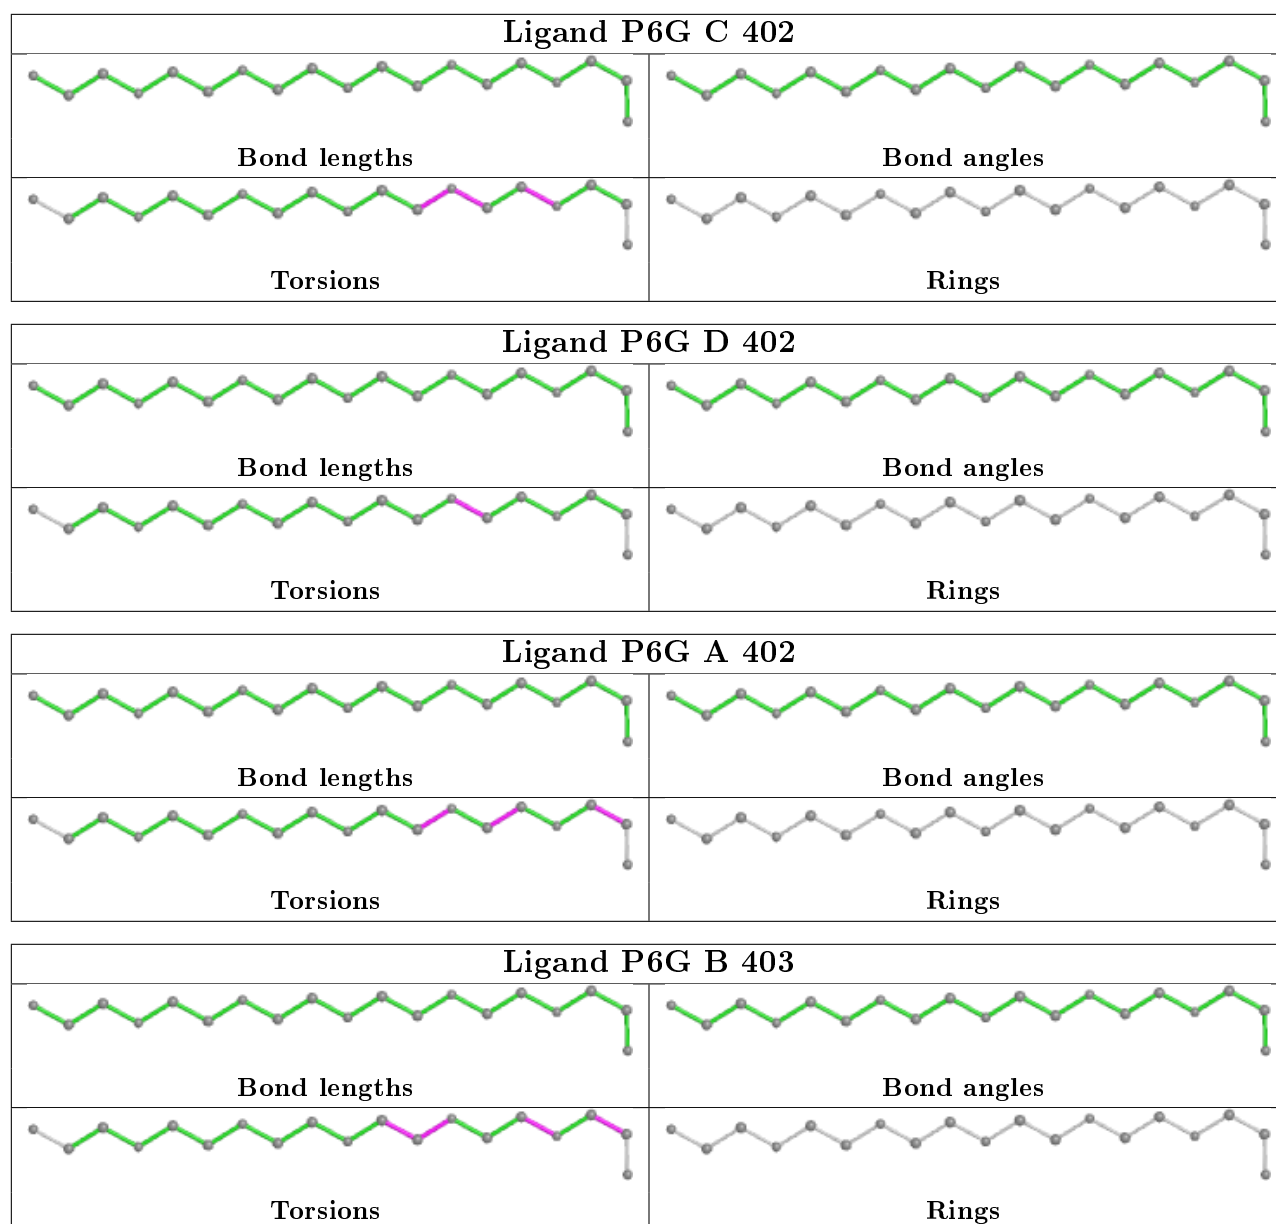 Ligand P6G C 402
Bond lengths
Bond angles
Torsions
Rings
Ligand P6G D 402
Bond lengths
Bond angles
Torsions
Rings
Ligand P6G A 402
Bond lengths
Bond angles
Torsions
Rings
Ligand P6G B 403
Bond lengths
Bond angles
Torsions
Rings